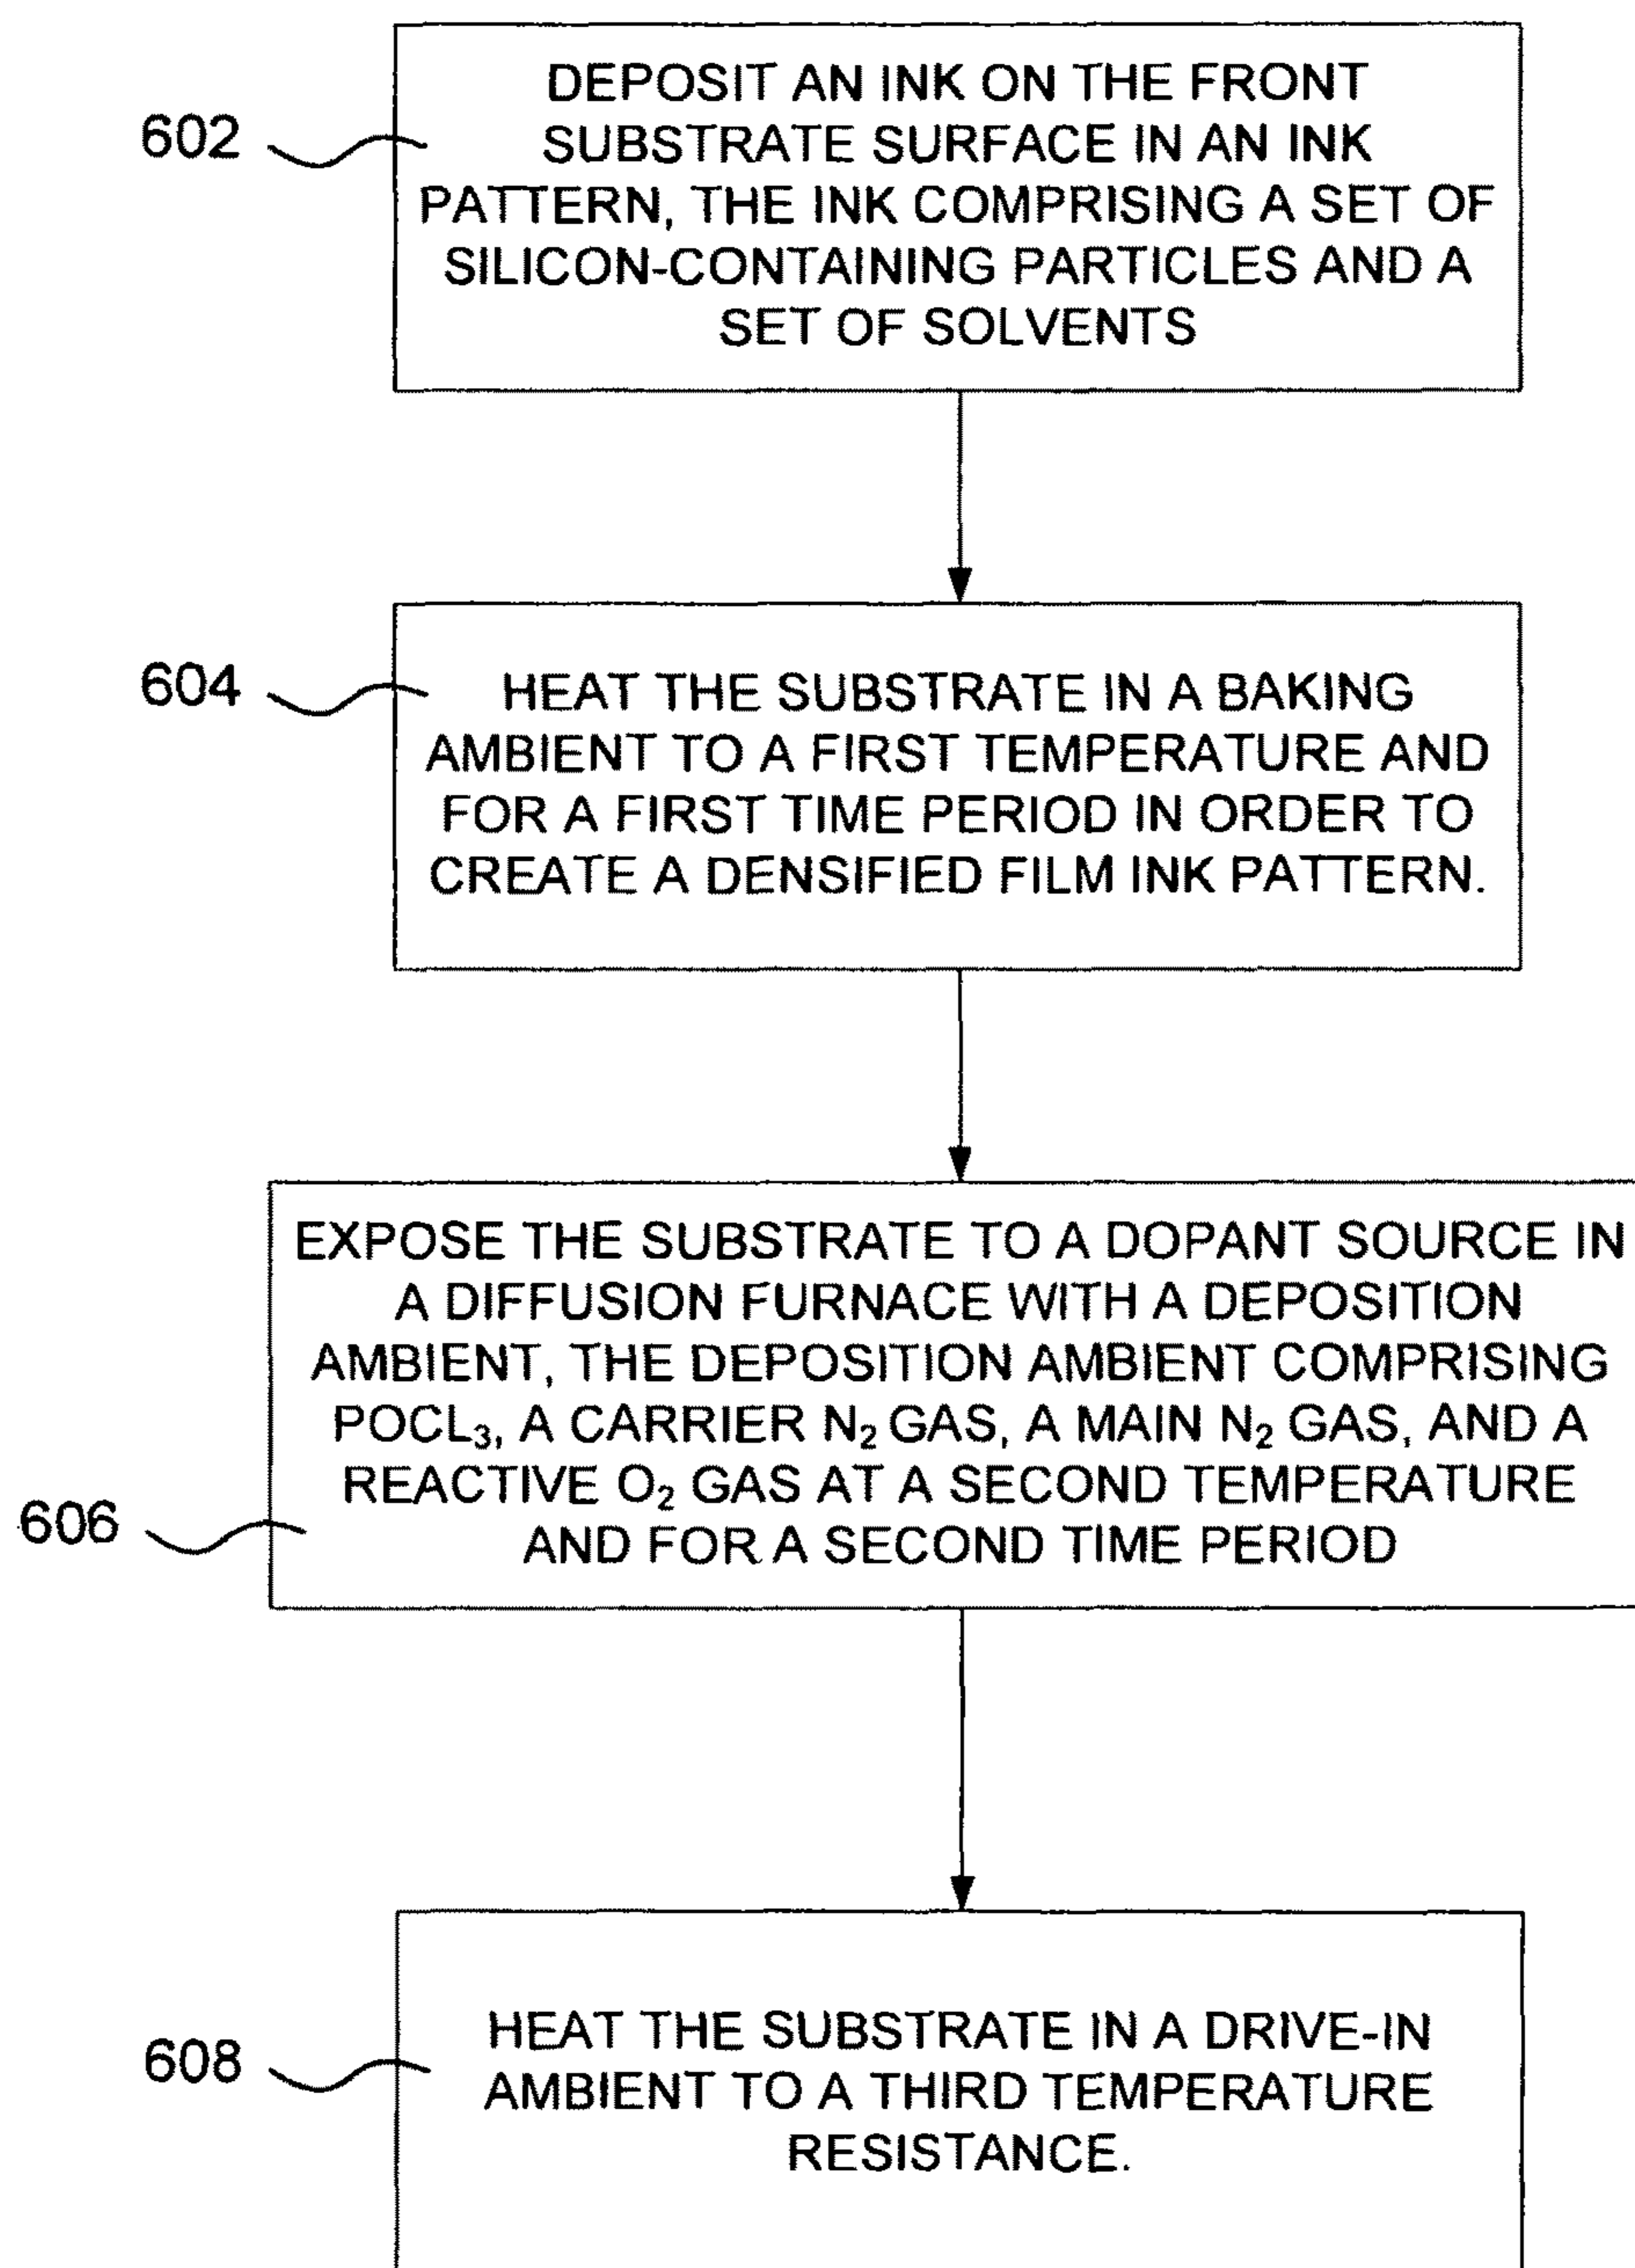 602
DEPOSIT AN INK ON THE FRONT
SUBSTRATE SURFACE IN AN INK
PATTERN, THE INK COMPRISING A SET OF
SILICON-CONTAINING PARTICLES AND A
SET OF SOLVENTS
604
HEAT THE SUBSTRATE IN A BAKING
AMBIENT TO A FIRST TEMPERATURE AND
FOR A FIRST TIME PERIOD IN ORDER TO
CREATE A DENSIFIED FILM INK PATTERN.
606
EXPOSE THE SUBSTRATE TO A DOPANT SOURCE IN
A DIFFUSION FURNACE WITH A DEPOSITION
AMBIENT, THE DEPOSITION AMBIENT COMPRISING
POCL₃, A CARRIER N₂ GAS, A MAIN N₂ GAS, AND A
REACTIVE O₂ GAS AT A SECOND TEMPERATURE
AND FOR A SECOND TIME PERIOD
608
HEAT THE SUBSTRATE IN A DRIVE-IN
AMBIENT TO A THIRD TEMPERATURE
RESISTANCE.